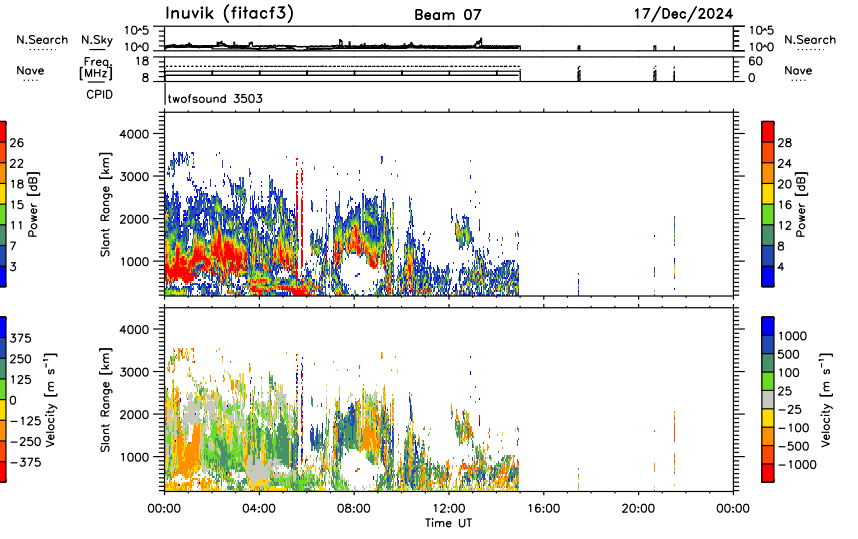 Inuvik (fitacf3) Beam 07 17/Dec/2024
N.Search N.Sky 10^5 10^5 N.Search
10^0 10^0
Nave Freq. [MHz] 18 60 Nave
8 0
CPID twofsound 3503
Power [dB] 26 22 18 15 11 7 3
Slant Range [km] 4000 3000 2000 1000
28 24 20 16 12 8 4 Power [dB]
Velocity [m s⁻¹] 375 250 125 0 −125 −250 −375
Slant Range [km] 4000 3000 2000 1000
1000 500 100 25 −25 −100 −500 −1000 Velocity [m s⁻¹]
00:00 04:00 08:00 12:00 16:00 20:00 00:00
Time UT